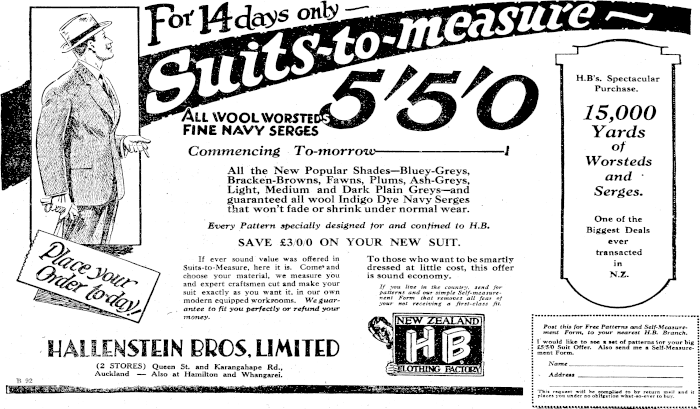 For 14 days only —
Suits-to-measure ~
ALL WOOL WORSTEDS
FINE NAVY SERGES
5'5'0
Commencing To-morrow———!
All the New Popular Shades—Bluey-Greys,
Bracken-Browns, Fawns, Plums, Ash-Greys,
Light, Medium and Dark Plain Greys—and
guaranteed all wool Indigo Dye Navy Serges
that won't fade or shrink under normal wear.
Every Pattern specially designed for and confined to H.B.
SAVE £3/0/0 ON YOUR NEW SUIT.
If ever sound value was offered in
Suits-to-Measure, here it is. Come and
choose your material, we measure you
and expert craftsmen cut and make your
suit exactly as you want it, in our own
modern equipped workrooms. We guar-
antee to fit you perfectly or refund your
money.
To those who want to be smartly
dressed at little cost, this offer
is sound economy.
If you live in the country, send for
patterns and our simple Self-measure-
ment Form that removes all fear of
your not receiving a first-class fit.
Place your
Order to-day!
HALLENSTEIN BROS. LIMITED
(2 STORES) Queen St. and Karangahape Rd.,
Auckland — Also at Hamilton and Whangarei.
B 92
NEW ZEALAND
HB
CLOTHING FACTORY
H.B's. Spectacular
Purchase.
15,000
Yards
of
Worsteds
and
Serges.
One of the
Biggest Deals
ever
transacted
in
N.Z.
Post this for Free Patterns and Self-Measure-
ment Form, to your nearest H.B. Branch.
I would like to see a set of patterns for your big
£5/5/0 Suit Offer. Also send me a Self-Measure-
ment Form.
Name
Address
This request will be complied to by return mail and it
places you under no obligation what-so-ever to buy.